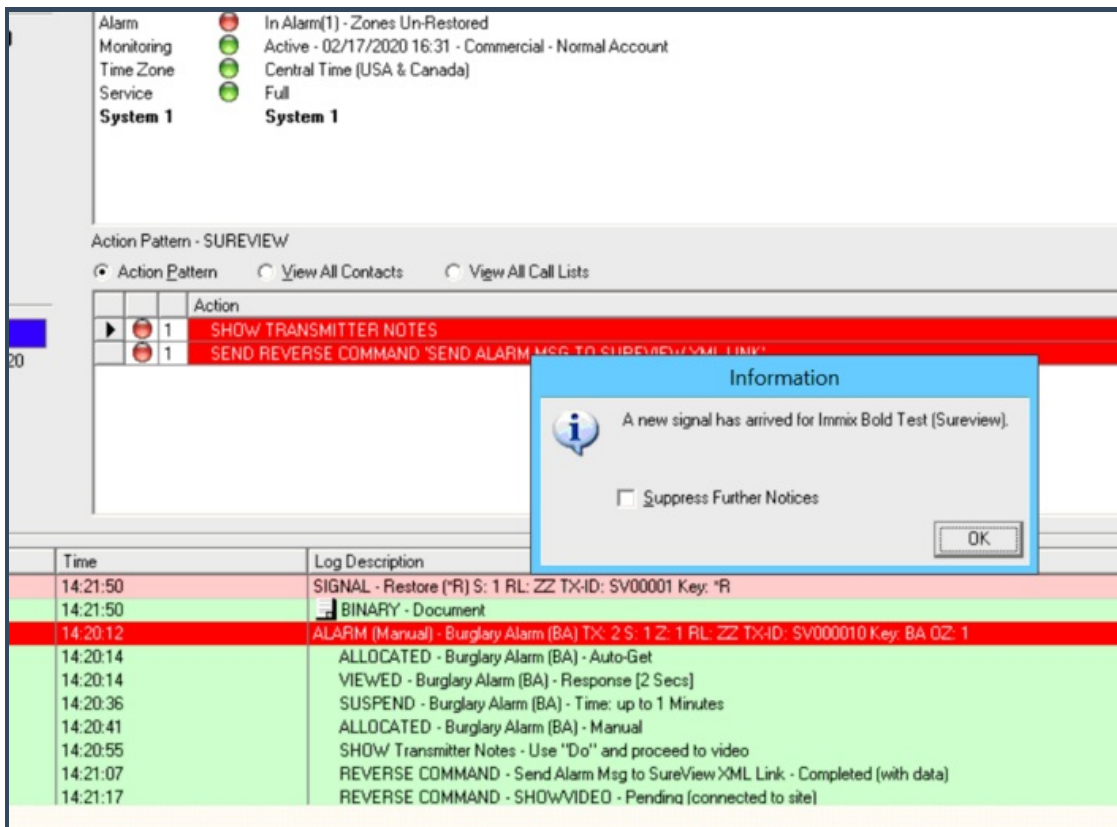 Alarm In Alarm(1) - Zones Un-Restored
Monitoring Active - 02/17/2020 16:31 - Commercial - Normal Account
Time Zone Central Time (USA & Canada)
Service Full
System 1 System 1
Action Pattern - SUREVIEW
Action Pattern View All Contacts View All Call Lists
Action
1 SHOW TRANSMITTER NOTES
1 SEND REVERSE COMMAND 'SEND ALARM MSG TO SUREVIEW XML LINK'
20
Information
A new signal has arrived for Immix Bold Test (Sureview).
Suppress Further Notices
OK
Time Log Description
14:21:50 SIGNAL - Restore (*R) S: 1 RL: ZZ TX-ID: SV00001 Key: *R
14:21:50 BINARY - Document
14:20:12 ALARM (Manual) - Burglary Alarm (BA) TX: 2 S: 1 Z: 1 RL: ZZ TX-ID: SV000010 Key: BA OZ: 1
14:20:14 ALLOCATED - Burglary Alarm (BA) - Auto-Get
14:20:14 VIEWED - Burglary Alarm (BA) - Response [2 Secs]
14:20:36 SUSPEND - Burglary Alarm (BA) - Time: up to 1 Minutes
14:20:41 ALLOCATED - Burglary Alarm (BA) - Manual
14:20:55 SHOW Transmitter Notes - Use "Do" and proceed to video
14:21:07 REVERSE COMMAND - Send Alarm Msg to SureView XML Link - Completed (with data)
14:21:17 REVERSE COMMAND - SHOWVIDEO - Pending (connected to site)